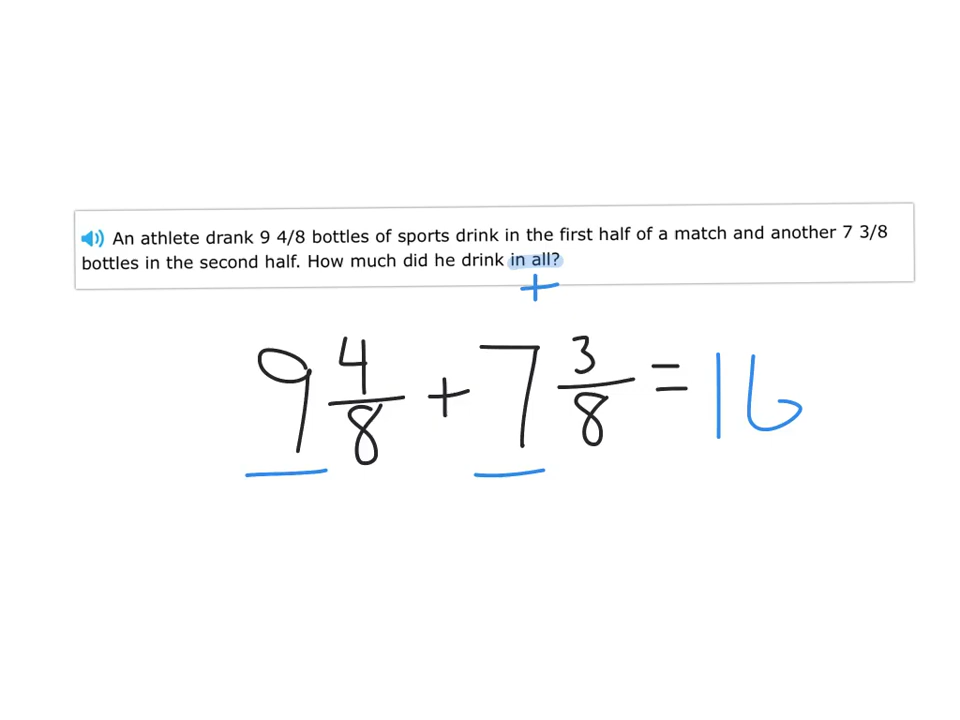 An athlete drank 9 4/8 bottles of sports drink in the first half of a match and another 7 3/8
bottles in the second half. How much did he drink in all?
+
9 4/8 + 7 3/8 = 16